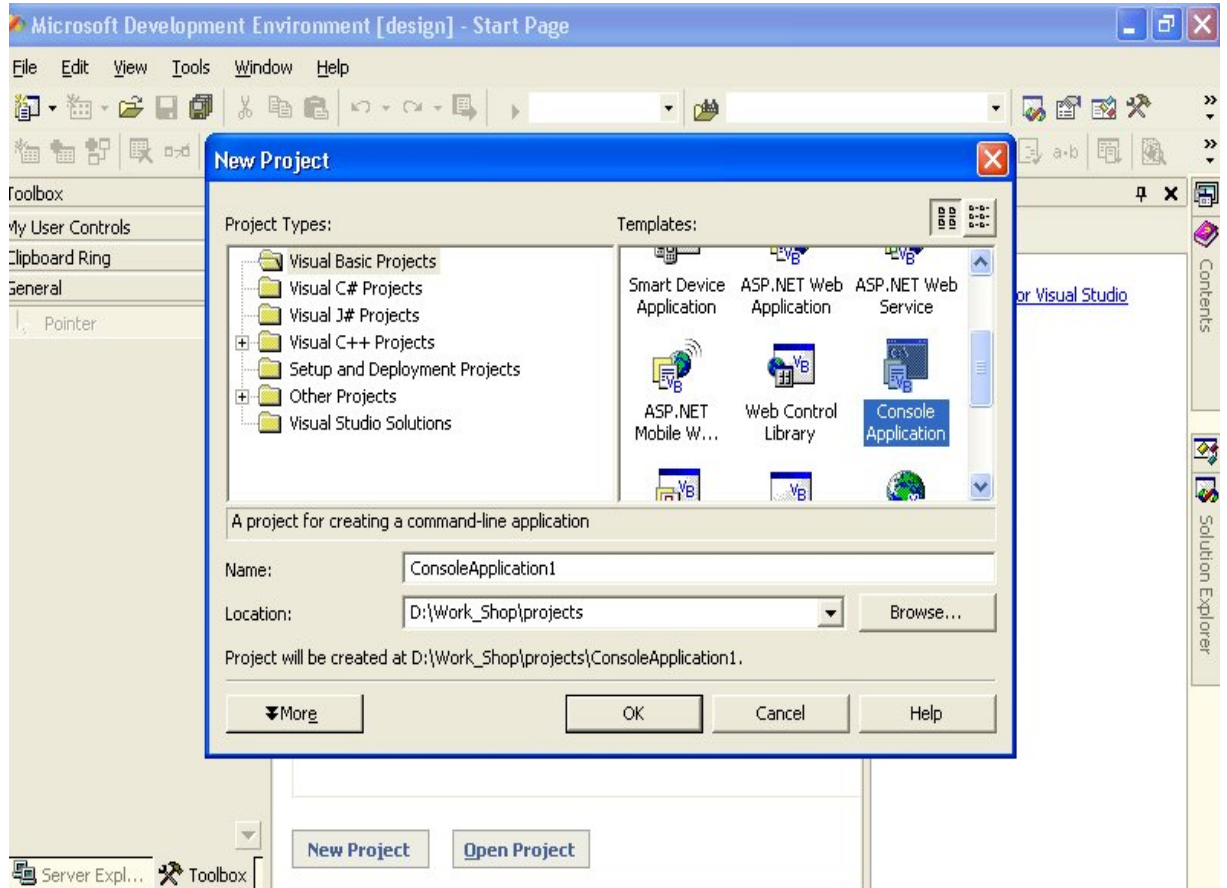 Microsoft Development Environment [design] - Start Page
File Edit View Tools Window Help
Toolbox
My User Controls
Clipboard Ring
General
Pointer
New Project
Project Types:
Visual Basic Projects
Visual C# Projects
Visual J# Projects
Visual C++ Projects
Setup and Deployment Projects
Other Projects
Visual Studio Solutions
Templates:
Smart Device Application
ASP.NET Web Application
ASP.NET Web Service
ASP.NET Mobile W...
Web Control Library
Console Application
A project for creating a command-line application
Name: ConsoleApplication1
Location: D:\Work_Shop\projects Browse...
Project will be created at D:\Work_Shop\projects\ConsoleApplication1.
More OK Cancel Help
or Visual Studio
Contents
Solution Explorer
New Project Open Project
Server Expl... Toolbox